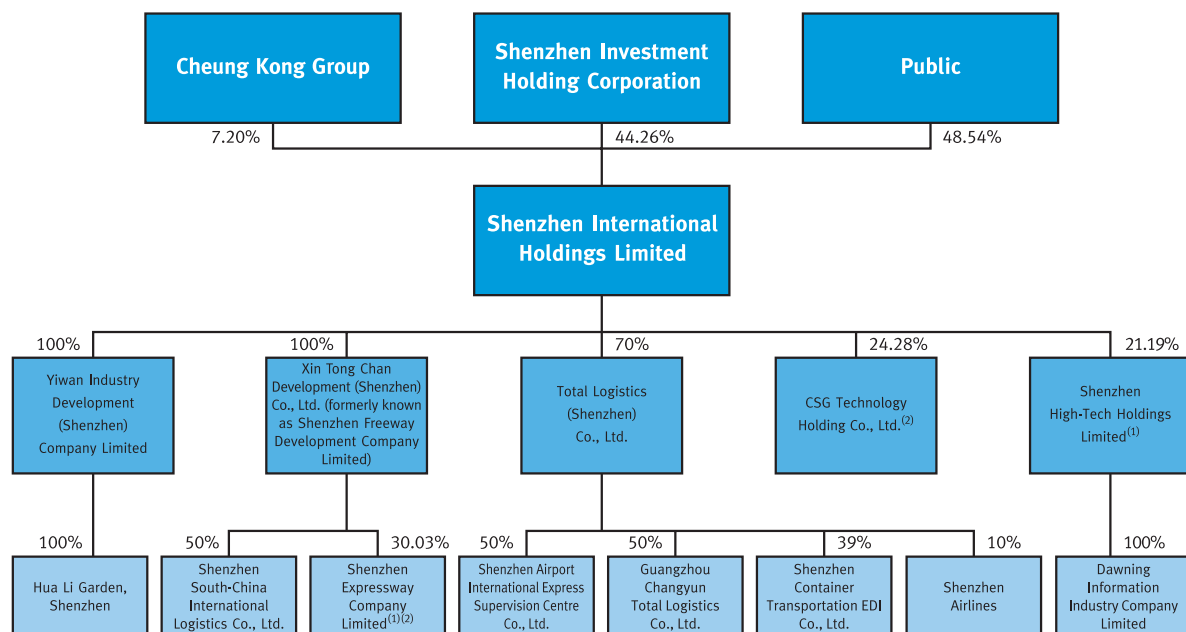 Cheung Kong Group
Shenzhen Investment
Holding Corporation
Public
7.20%
44.26%
48.54%
Shenzhen International
Holdings Limited
100%
100%
70%
24.28%
21.19%
Yiwan Industry
Development
(Shenzhen)
Company Limited
Xin Tong Chan
Development (Shenzhen)
Co., Ltd. (formerly known
as Shenzhen Freeway
Development Company
Limited)
Total Logistics
(Shenzhen)
Co., Ltd.
CSG Technology
Holding Co., Ltd.(2)
Shenzhen
High-Tech Holdings
Limited(1)
100%
50%
30.03%
50%
50%
39%
10%
100%
Hua Li Garden,
Shenzhen
Shenzhen
South-China
International
Logistics Co., Ltd.
Shenzhen
Expressway
Company
Limited(1)(2)
Shenzhen Airport
International Express
Supervision Centre
Co., Ltd.
Guangzhou
Changyun
Total Logistics
Co., Ltd.
Shenzhen
Container
Transportation EDI
Co., Ltd.
Shenzhen
Airlines
Dawning
Information
Industry Company
Limited